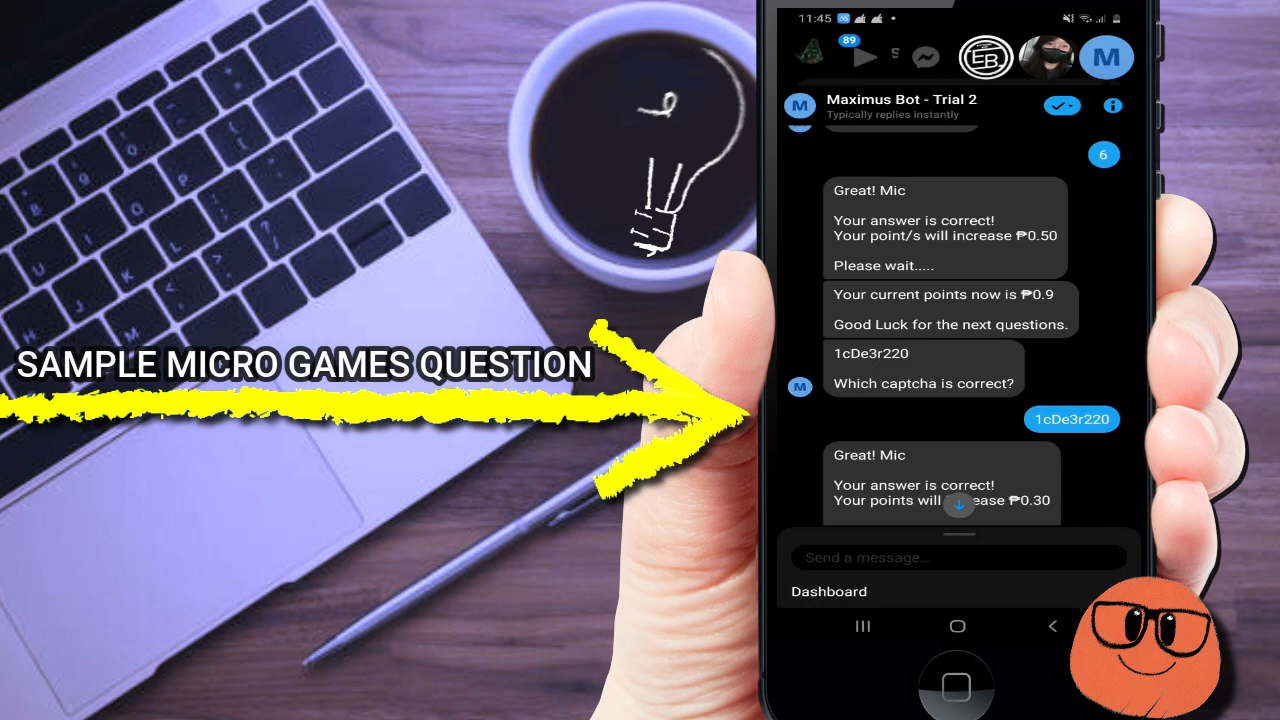 SAMPLE MICRO GAMES QUESTION
11:45
89
S
EB
M
M
Maximus Bot - Trial 2
Typically replies instantly
6
Great! Mic
Your answer is correct!
Your point/s will increase ₱0.50
Please wait.....
Your current points now is ₱0.9
Good Luck for the next questions.
1cDe3r220
Which captcha is correct?
M
1cDe3r220
Great! Mic
Your answer is correct!
Your points will ease ₱0.30
Send a message...
Dashboard